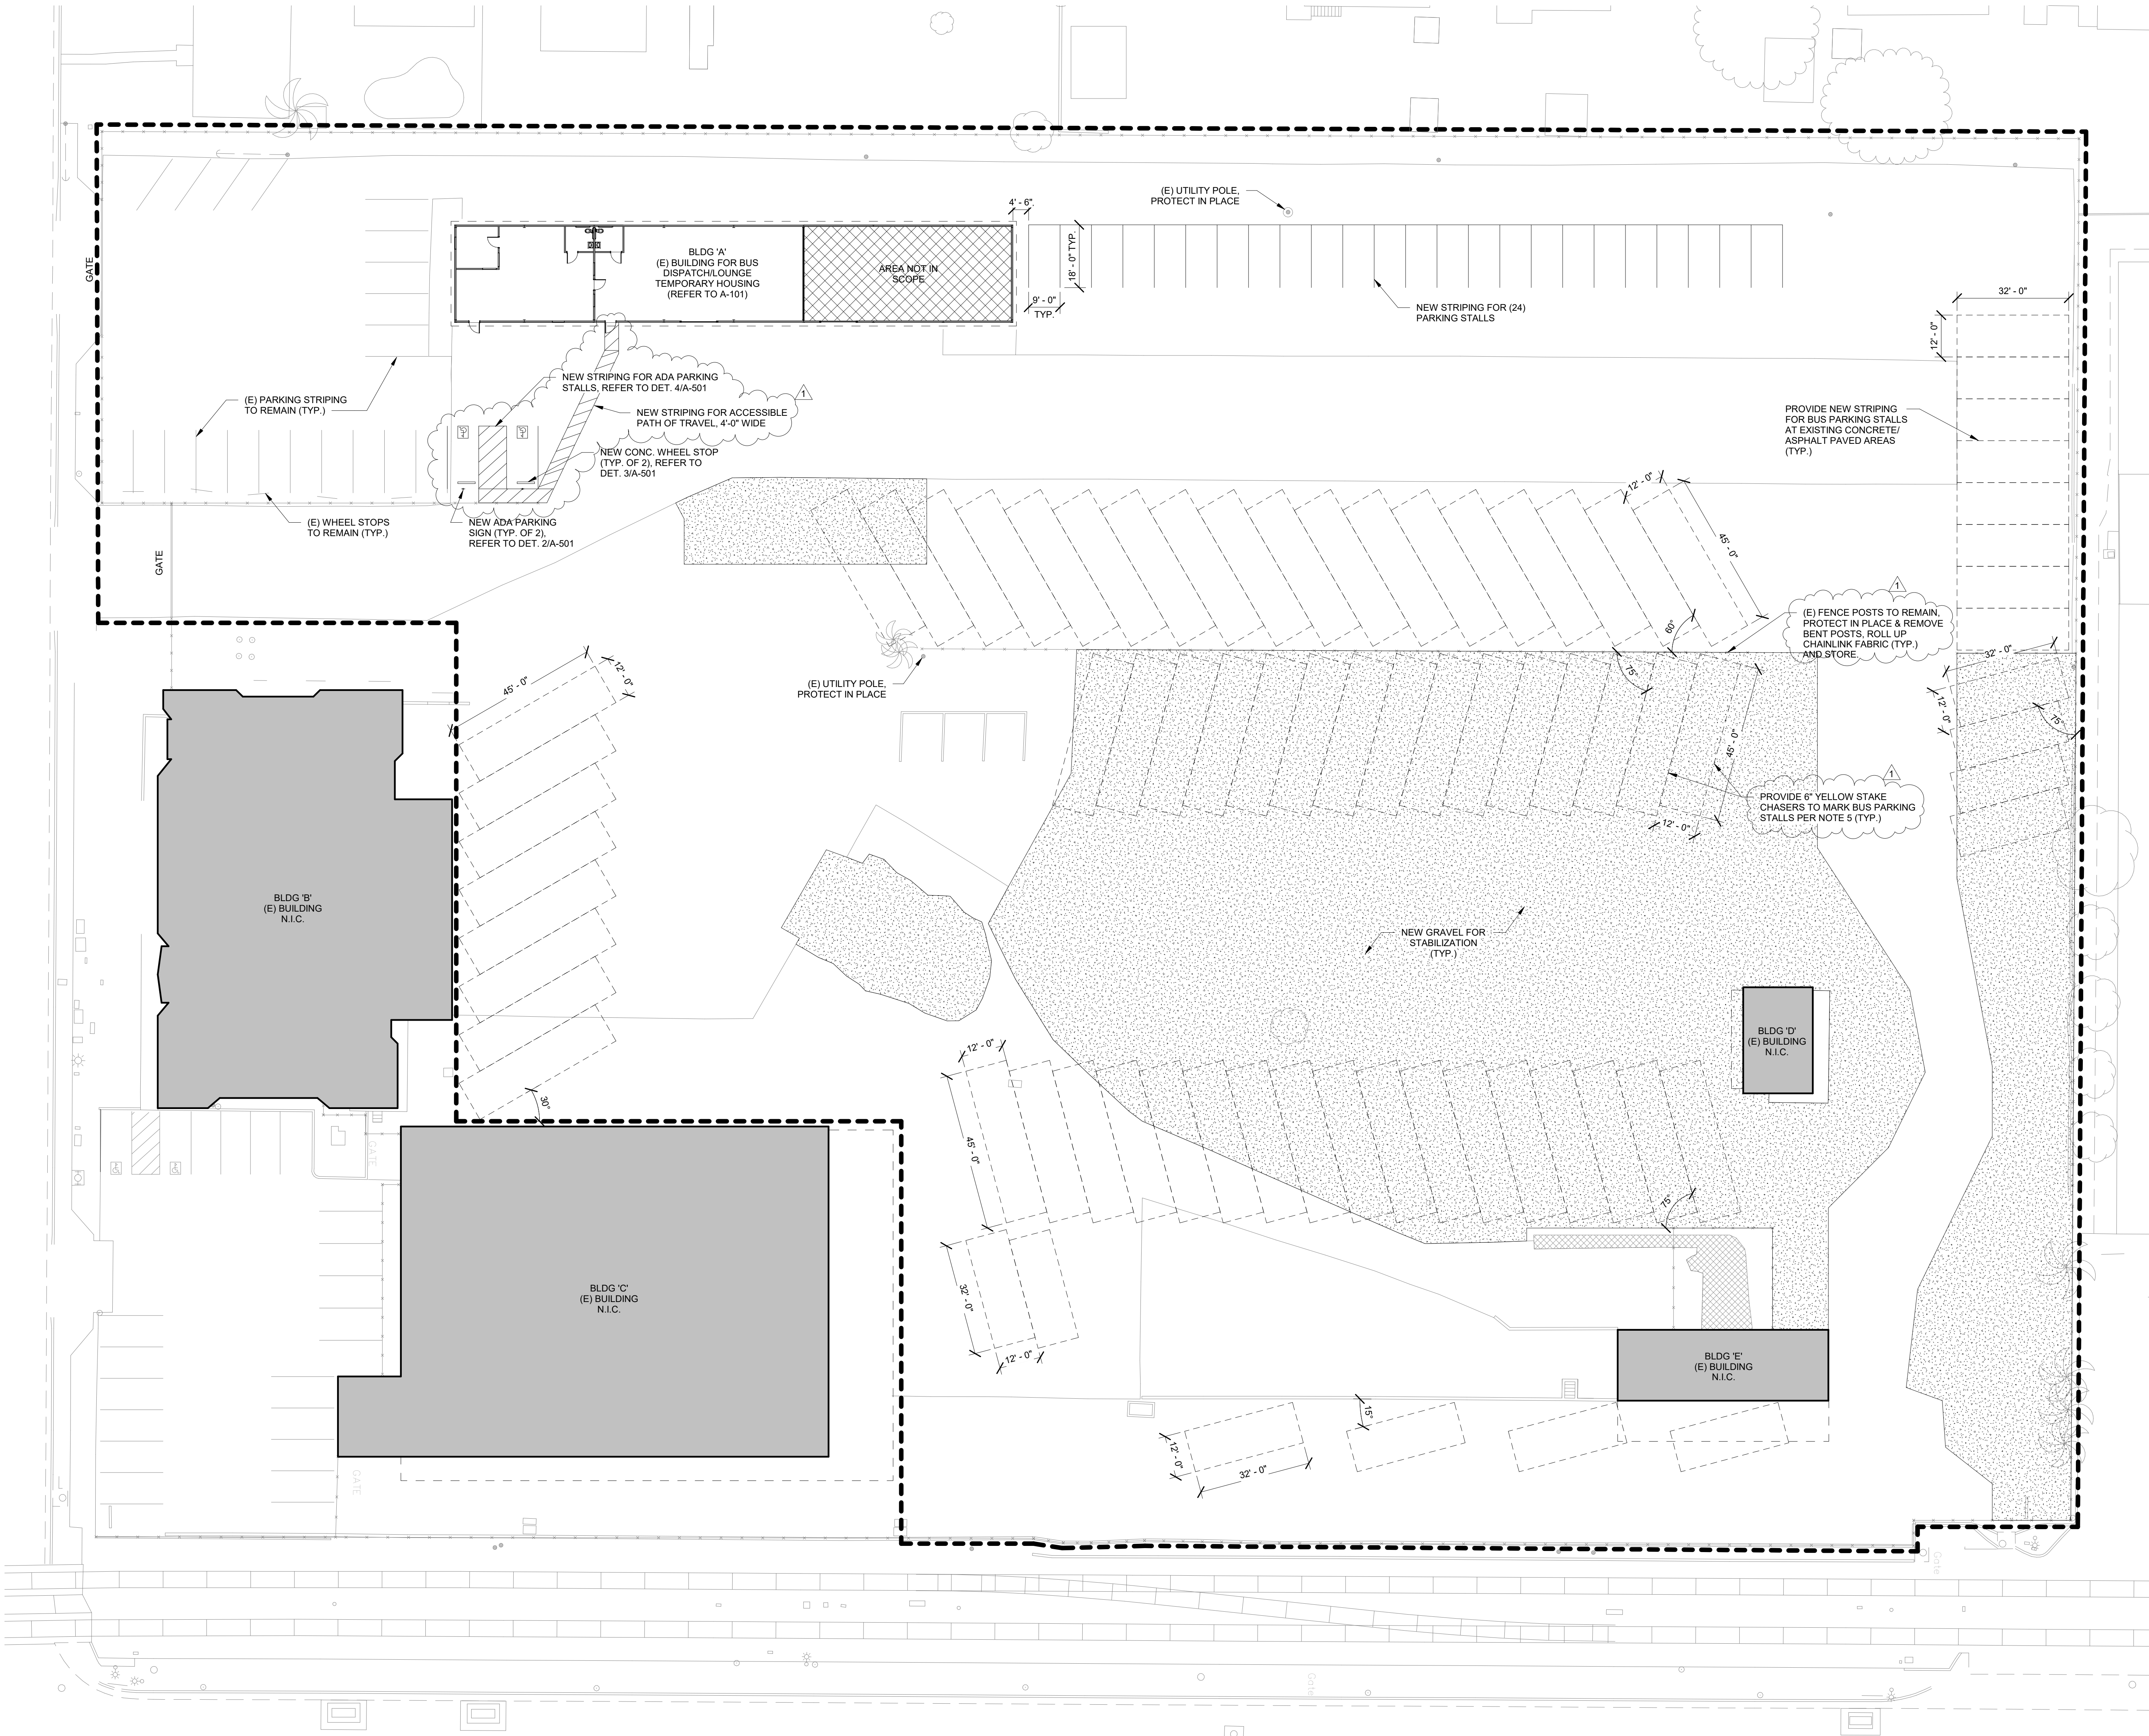 (E) UTILITY POLE,
PROTECT IN PLACE
4' - 6"
18' - 0" TYP.
9' - 0"
TYP.
GATE
BLDG 'A'
(E) BUILDING FOR BUS
DISPATCH/LOUNGE
TEMPORARY HOUSING
(REFER TO A-101)
AREA NOT IN
SCOPE
NEW STRIPING FOR (24)
PARKING STALLS
32' - 0"
12' - 0"
NEW STRIPING FOR ADA PARKING
STALLS, REFER TO DET. 4/A-501
1
(E) PARKING STRIPING
TO REMAIN (TYP.)
NEW STRIPING FOR ACCESSIBLE
PATH OF TRAVEL, 4'-0" WIDE
PROVIDE NEW STRIPING
FOR BUS PARKING STALLS
AT EXISTING CONCRETE/
ASPHALT PAVED AREAS
(TYP.)
NEW CONC. WHEEL STOP
(TYP. OF 2), REFER TO
DET. 3/A-501
(E) WHEEL STOPS
TO REMAIN (TYP.)
NEW ADA PARKING
SIGN (TYP. OF 2),
REFER TO DET. 2/A-501
GATE
12' - 0"
45' - 0"
60°
1
(E) FENCE POSTS TO REMAIN,
PROTECT IN PLACE & REMOVE
BENT POSTS, ROLL UP
CHAINLINK FABRIC (TYP.)
AND STORE.
75°
32' - 0"
12' - 0"
75°
(E) UTILITY POLE,
PROTECT IN PLACE
45' - 0"
12' - 0"
45' - 0"
12' - 0"
1
PROVIDE 6" YELLOW STAKE
CHASERS TO MARK BUS PARKING
STALLS PER NOTE 5 (TYP.)
BLDG 'B'
(E) BUILDING
N.I.C.
NEW GRAVEL FOR
STABILIZATION
(TYP.)
BLDG 'D'
(E) BUILDING
N.I.C.
30°
12' - 0"
45' - 0"
75°
GATE
32' - 0"
12' - 0"
BLDG 'C'
(E) BUILDING
N.I.C.
BLDG 'E'
(E) BUILDING
N.I.C.
15°
12' - 0"
32' - 0"
GATE
Gate
Gate